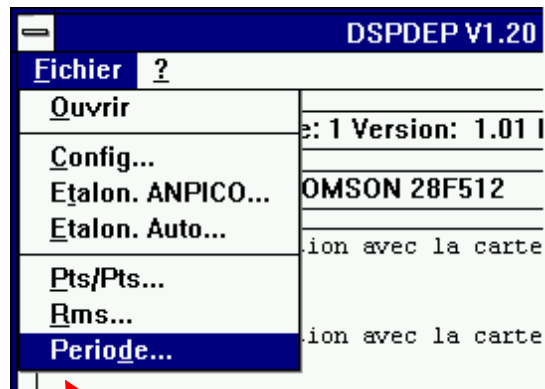 DSPDEP V1.20
Fichier ?
Ouvrir
e: 1 Version: 1.01
Config...
Etalon. ANPICO...
OMSON 28F512
Etalon. Auto...
ion avec la carte
Pts/Pts...
Rms...
ion avec la carte
Periode...